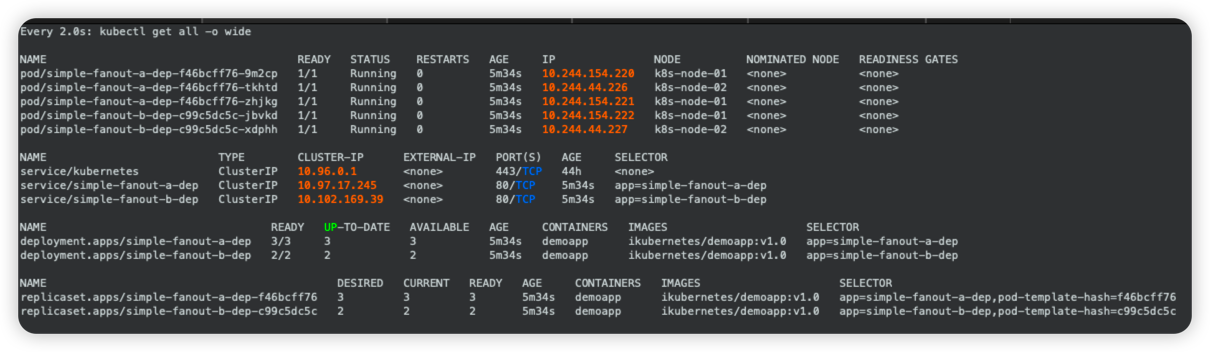 Every 2.0s: kubectl get all -o wide
NAME READY STATUS RESTARTS AGE IP NODE NOMINATED NODE READINESS GATES
pod/simple-fanout-a-dep-f46bcff76-9m2cp 1/1 Running 0 5m34s 10.244.154.220 k8s-node-01 <none> <none>
pod/simple-fanout-a-dep-f46bcff76-tkhtd 1/1 Running 0 5m34s 10.244.44.226 k8s-node-02 <none> <none>
pod/simple-fanout-a-dep-f46bcff76-zhjkg 1/1 Running 0 5m34s 10.244.154.221 k8s-node-01 <none> <none>
pod/simple-fanout-b-dep-c99c5dc5c-jbvkd 1/1 Running 0 5m34s 10.244.154.222 k8s-node-01 <none> <none>
pod/simple-fanout-b-dep-c99c5dc5c-xdphh 1/1 Running 0 5m34s 10.244.44.227 k8s-node-02 <none> <none>
NAME TYPE CLUSTER-IP EXTERNAL-IP PORT(S) AGE SELECTOR
service/kubernetes ClusterIP 10.96.0.1 <none> 443/TCP 44h <none>
service/simple-fanout-a-dep ClusterIP 10.97.17.245 <none> 80/TCP 5m34s app=simple-fanout-a-dep
service/simple-fanout-b-dep ClusterIP 10.102.169.39 <none> 80/TCP 5m34s app=simple-fanout-b-dep
NAME READY UP-TO-DATE AVAILABLE AGE CONTAINERS IMAGES SELECTOR
deployment.apps/simple-fanout-a-dep 3/3 3 3 5m34s demoapp ikubernetes/demoapp:v1.0 app=simple-fanout-a-dep
deployment.apps/simple-fanout-b-dep 2/2 2 2 5m34s demoapp ikubernetes/demoapp:v1.0 app=simple-fanout-b-dep
NAME DESIRED CURRENT READY AGE CONTAINERS IMAGES SELECTOR
replicaset.apps/simple-fanout-a-dep-f46bcff76 3 3 3 5m34s demoapp ikubernetes/demoapp:v1.0 app=simple-fanout-a-dep,pod-template-hash=f46bcff76
replicaset.apps/simple-fanout-b-dep-c99c5dc5c 2 2 2 5m34s demoapp ikubernetes/demoapp:v1.0 app=simple-fanout-b-dep,pod-template-hash=c99c5dc5c